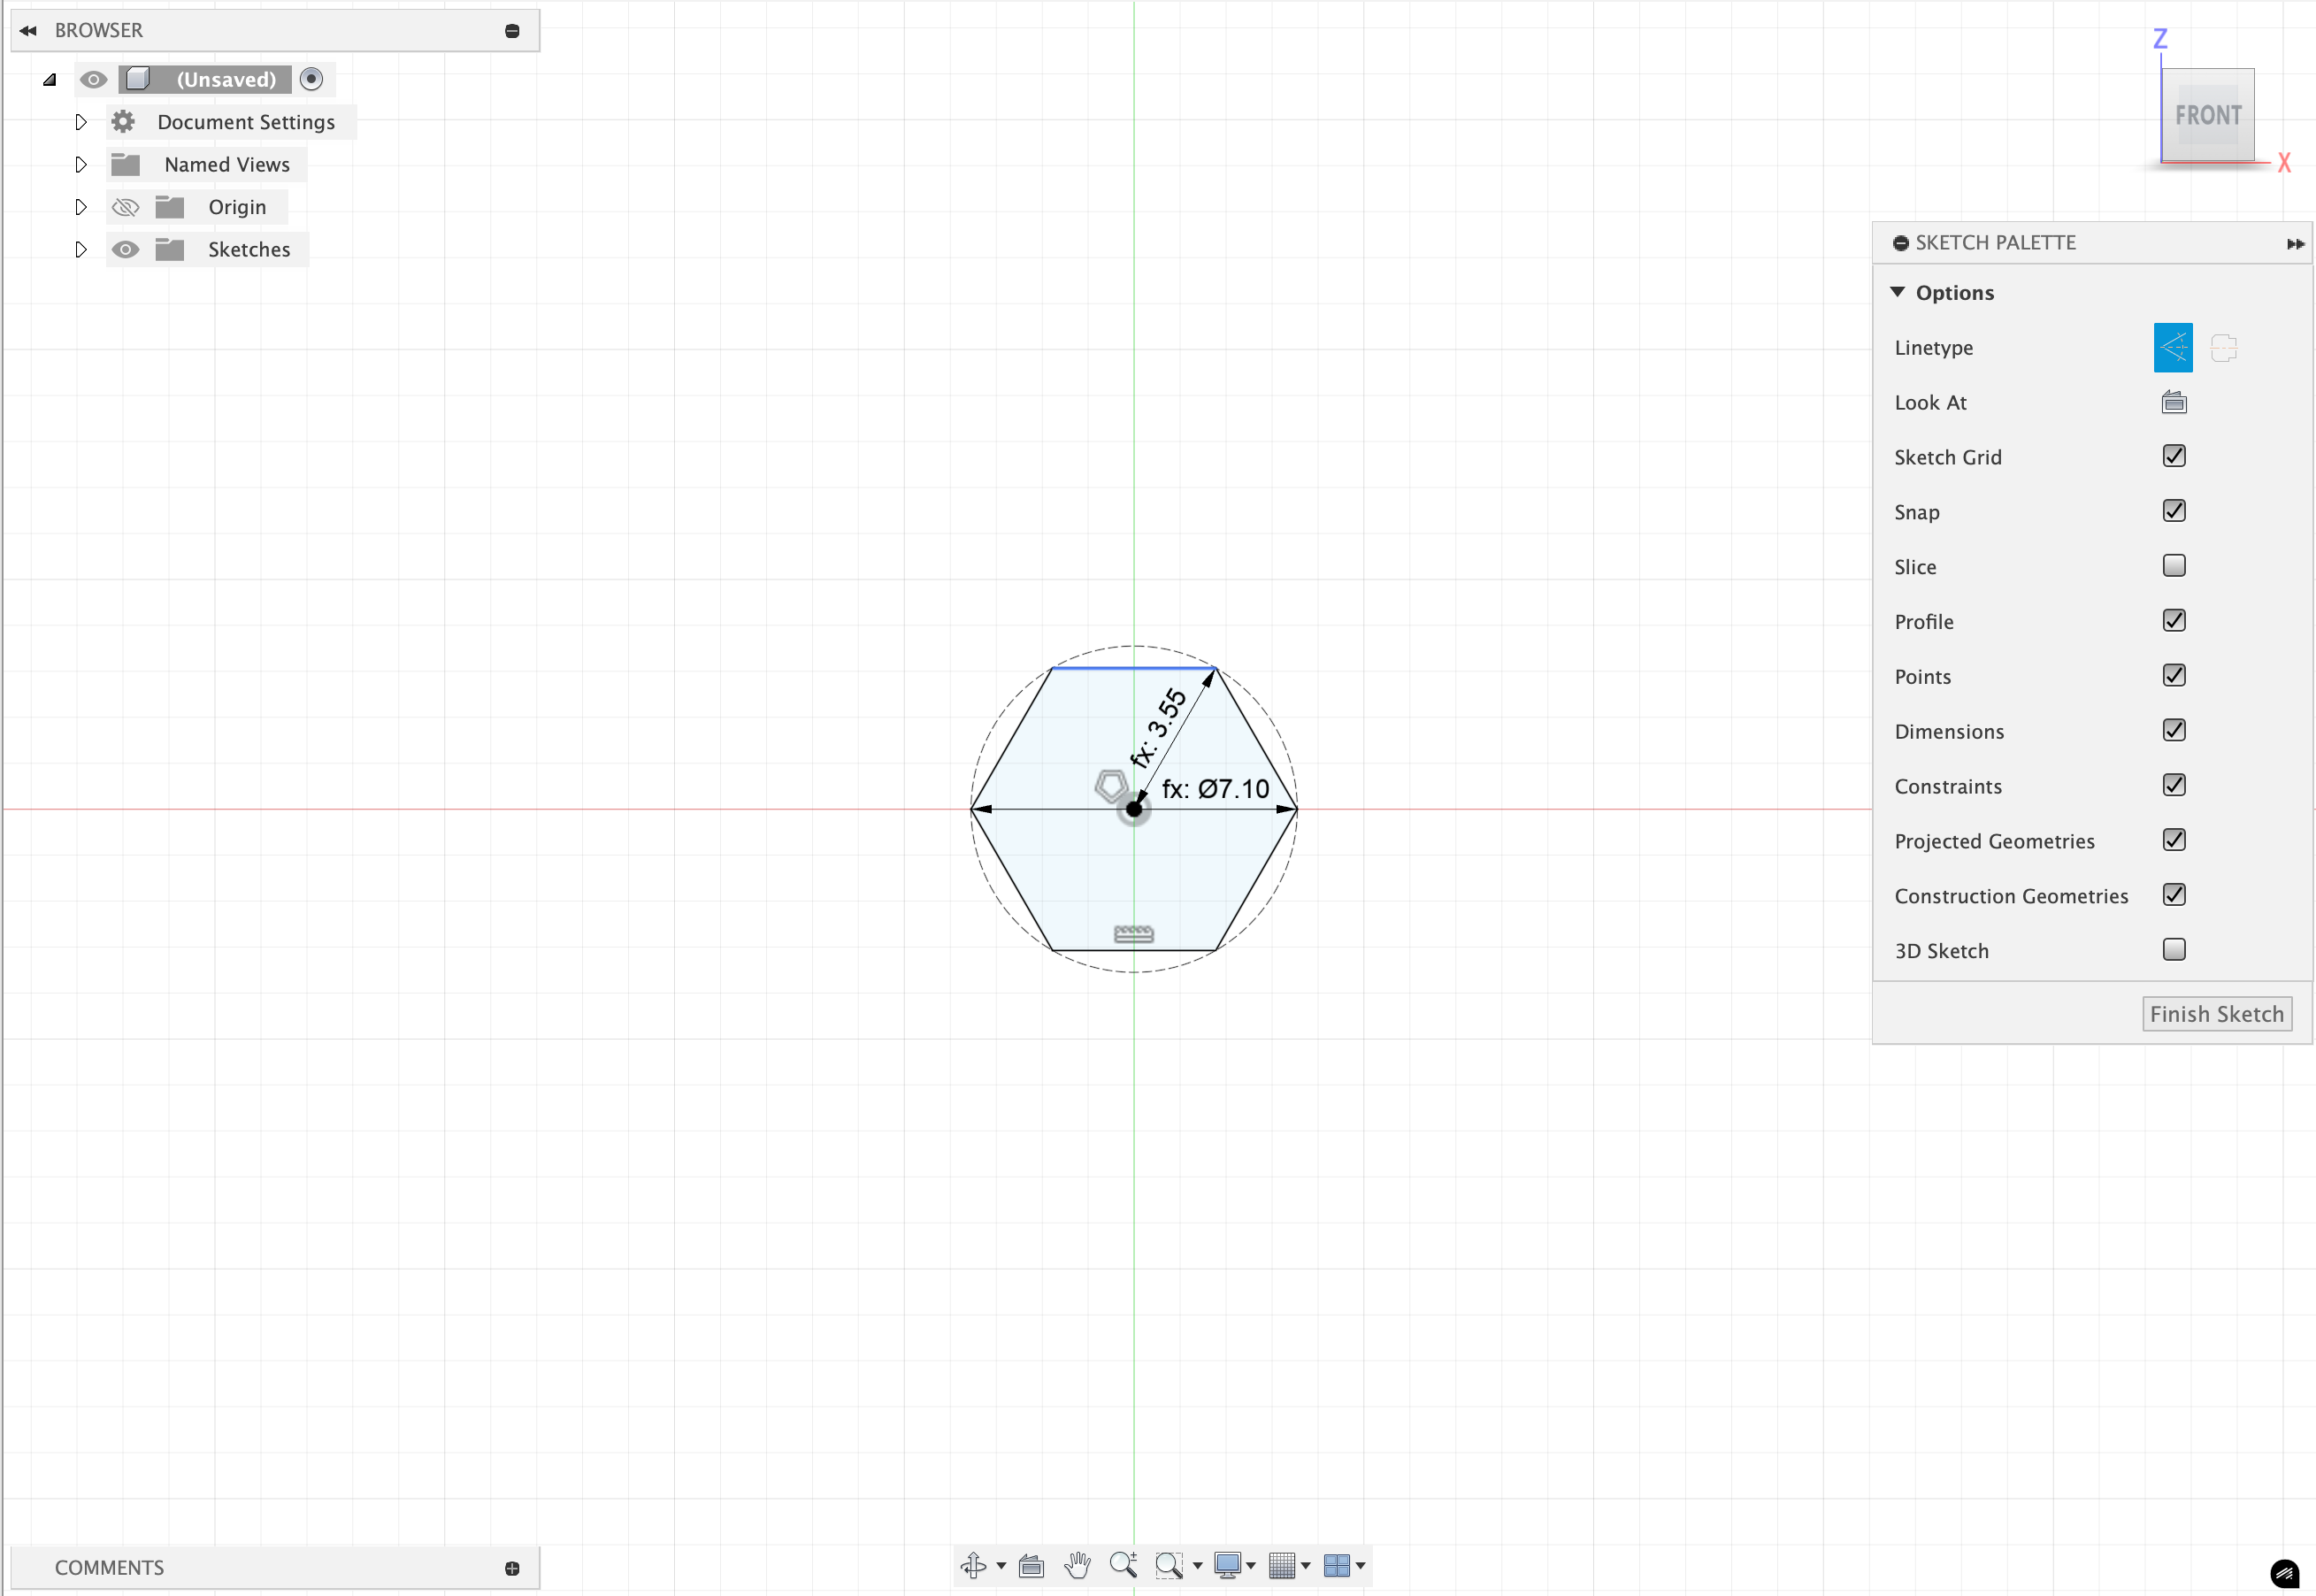 BROWSER
(Unsaved)
Document Settings
Named Views
Origin
Sketches
Z
FRONT
X
SKETCH PALETTE
Options
Linetype
Look At
Sketch Grid
Snap
Slice
Profile
Points
Dimensions
Constraints
Projected Geometries
Construction Geometries
3D Sketch
Finish Sketch
fx: 3.55
fx: Ø7.10
COMMENTS